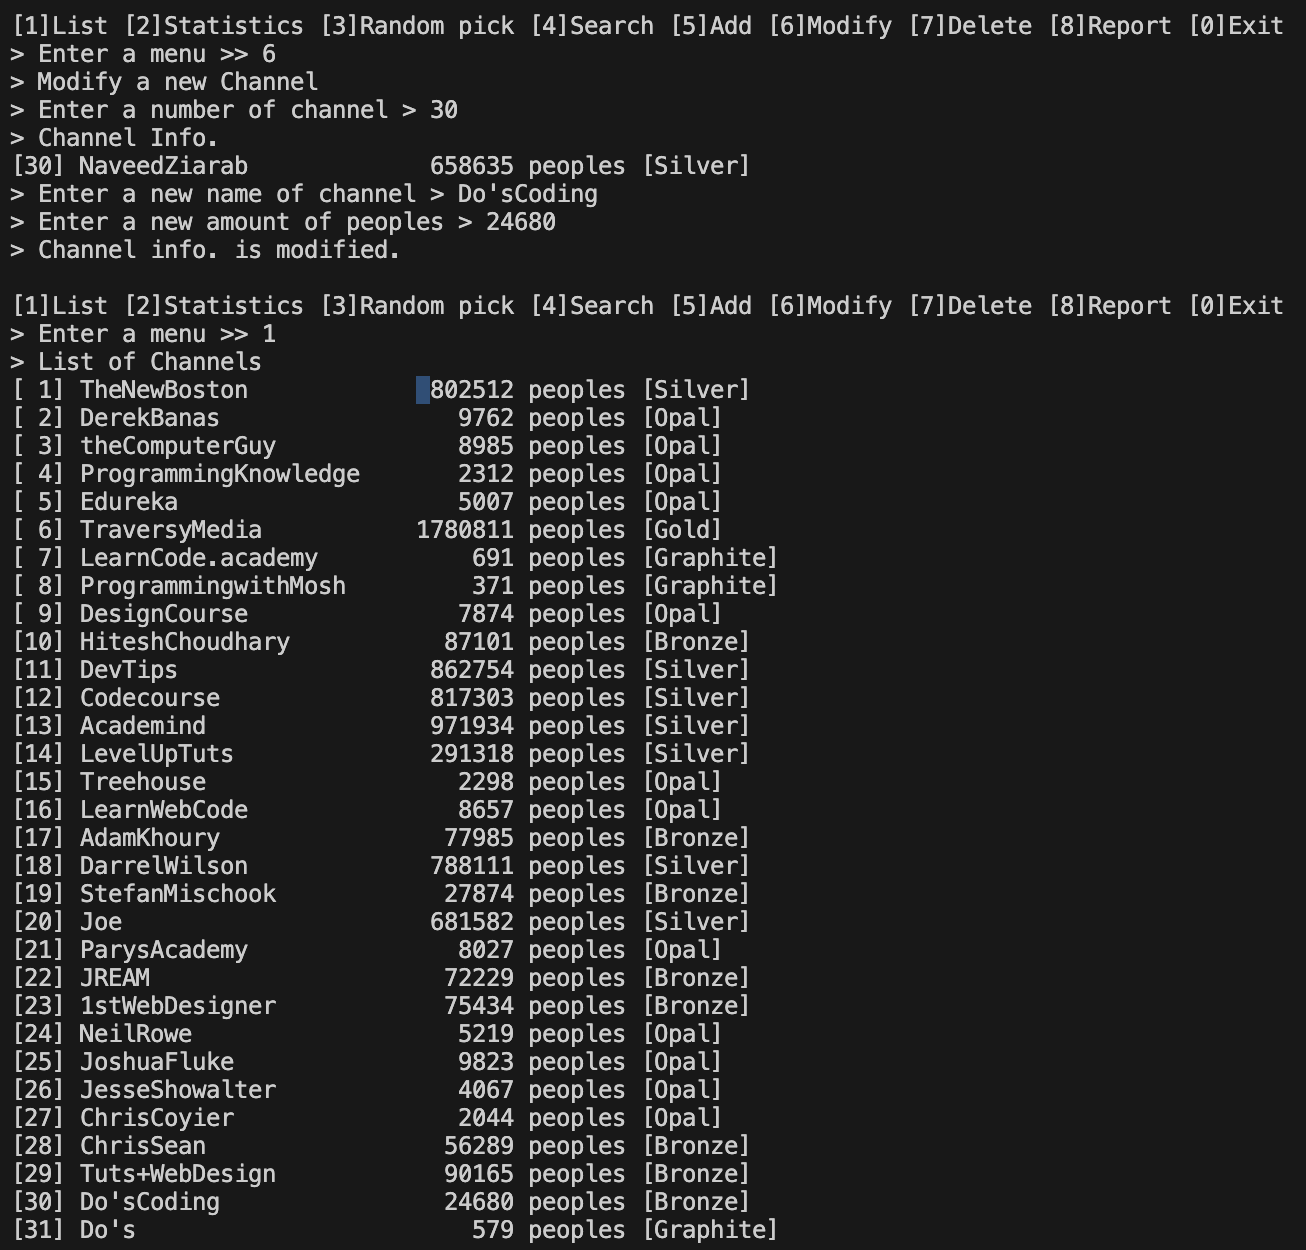 [1]List [2]Statistics [3]Random pick [4]Search [5]Add [6]Modify [7]Delete [8]Report [0]Exit
> Enter a menu >> 6
> Modify a new Channel
> Enter a number of channel > 30
> Channel Info.
[30] NaveedZiarab             658635 peoples [Silver]
> Enter a new name of channel > Do'sCoding
> Enter a new amount of peoples > 24680
> Channel info. is modified.

[1]List [2]Statistics [3]Random pick [4]Search [5]Add [6]Modify [7]Delete [8]Report [0]Exit
> Enter a menu >> 1
> List of Channels
[ 1] TheNewBoston             802512 peoples [Silver]
[ 2] DerekBanas                 9762 peoples [Opal]
[ 3] theComputerGuy             8985 peoples [Opal]
[ 4] ProgrammingKnowledge       2312 peoples [Opal]
[ 5] Edureka                    5007 peoples [Opal]
[ 6] TraversyMedia           1780811 peoples [Gold]
[ 7] LearnCode.academy           691 peoples [Graphite]
[ 8] ProgrammingwithMosh         371 peoples [Graphite]
[ 9] DesignCourse               7874 peoples [Opal]
[10] HiteshChoudhary           87101 peoples [Bronze]
[11] DevTips                  862754 peoples [Silver]
[12] Codecourse               817303 peoples [Silver]
[13] Academind                971934 peoples [Silver]
[14] LevelUpTuts              291318 peoples [Silver]
[15] Treehouse                  2298 peoples [Opal]
[16] LearnWebCode               8657 peoples [Opal]
[17] AdamKhoury                77985 peoples [Bronze]
[18] DarrelWilson             788111 peoples [Silver]
[19] StefanMischook            27874 peoples [Bronze]
[20] Joe                      681582 peoples [Silver]
[21] ParysAcademy               8027 peoples [Opal]
[22] JREAM                     72229 peoples [Bronze]
[23] 1stWebDesigner            75434 peoples [Bronze]
[24] NeilRowe                   5219 peoples [Opal]
[25] JoshuaFluke                9823 peoples [Opal]
[26] JesseShowalter             4067 peoples [Opal]
[27] ChrisCoyier                2044 peoples [Opal]
[28] ChrisSean                 56289 peoples [Bronze]
[29] Tuts+WebDesign            90165 peoples [Bronze]
[30] Do'sCoding                24680 peoples [Bronze]
[31] Do's                        579 peoples [Graphite]